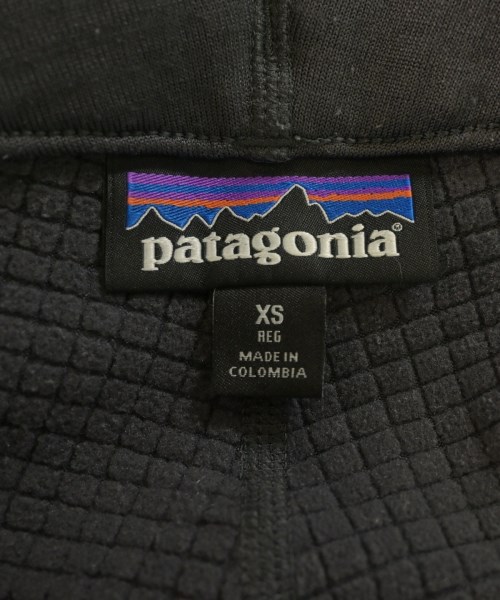 patagonia®
XS
REG
MADE IN
COLOMBIA